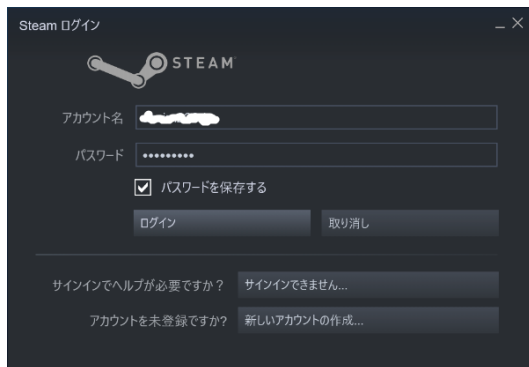 Steam ログイン
STEAM
アカウント名
パスワード •••••••••
パスワードを保存する
ログイン 取り消し
サインインでヘルプが必要ですか？ サインインできません...
アカウントを未登録ですか? 新しいアカウントの作成...